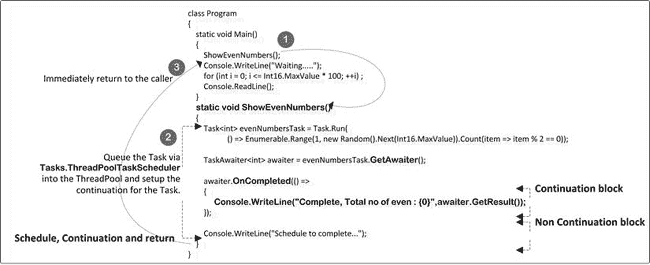 class Program
{
static void Main()
{
ShowEvenNumbers();
1
3
Console.WriteLine("Waiting.....");
Immediately return to the caller
for (int i = 0; i <= Int16.MaxValue * 100; ++i) ;
Console.ReadLine();
}
static void ShowEvenNumbers()
{
Task<int> evenNumbersTask = Task.Run(
2
() => Enumerable.Range(1, new Random().Next(Int16.MaxValue)).Count(item => item % 2 == 0));
Queue the Task via
Tasks.ThreadPoolTaskScheduler
into the ThreadPool and setup the
continuation for the Task.
TaskAwaiter<int> awaiter = evenNumbersTask.GetAwaiter();
awaiter.OnCompleted(() =>
{
Continuation block
Console.WriteLine("Complete, Total no of even : {0}",awaiter.GetResult());
});
Non Continuation block
Schedule, Continuation and return
Console.WriteLine("Schedule to complete...");
}
}